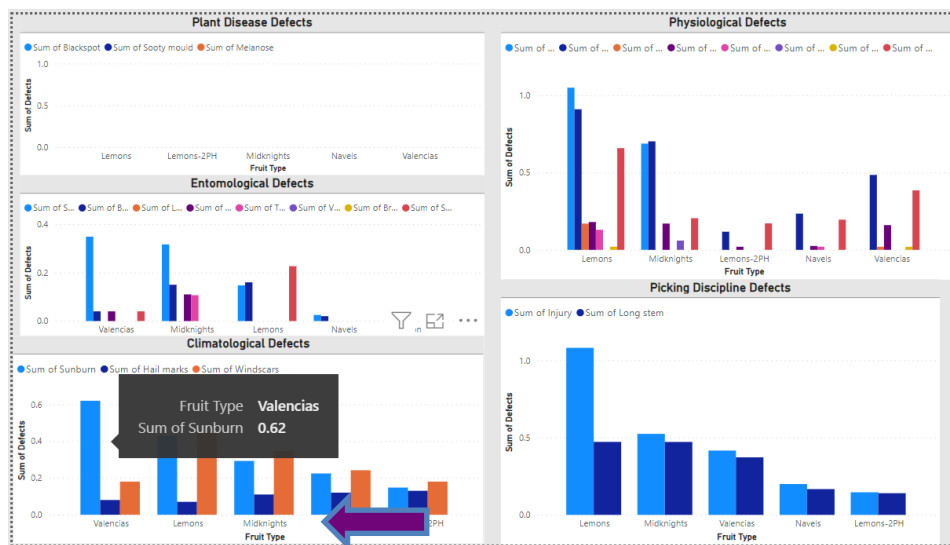 Plant Disease Defects
Sum of Blackspot Sum of Sooty mould Sum of Melanose
1.0
0.5
0.0
Sum of Defects
Lemons Lemons-2PH Midknights Navels Valencias
Fruit Type
Entomological Defects
Sum of S... Sum of B... Sum of L... Sum of ... Sum of T... Sum of V... Sum of Br... Sum of S...
0.4
0.2
0.0
Sum of Defects
Valencias Midknights Lemons Navels
Fruit Type
Climatological Defects
Sum of Sunburn Sum of Hail marks Sum of Windscars
0.6
0.4
0.2
0.0
Sum of Defects
Fruit Type Valencias
Sum of Sunburn 0.62
Valencias Lemons Midknights 2PH
Fruit Type
Physiological Defects
Sum of ... Sum of ... Sum of ... Sum of ... Sum of ... Sum of ... Sum of ... Sum of ...
1.0
0.5
0.0
Sum of Defects
Lemons Midknights Lemons-2PH Navels Valencias
Fruit Type
Picking Discipline Defects
Sum of Injury Sum of Long stem
1.0
0.5
0.0
Sum of Defects
Lemons Midknights Valencias Navels Lemons-2PH
Fruit Type